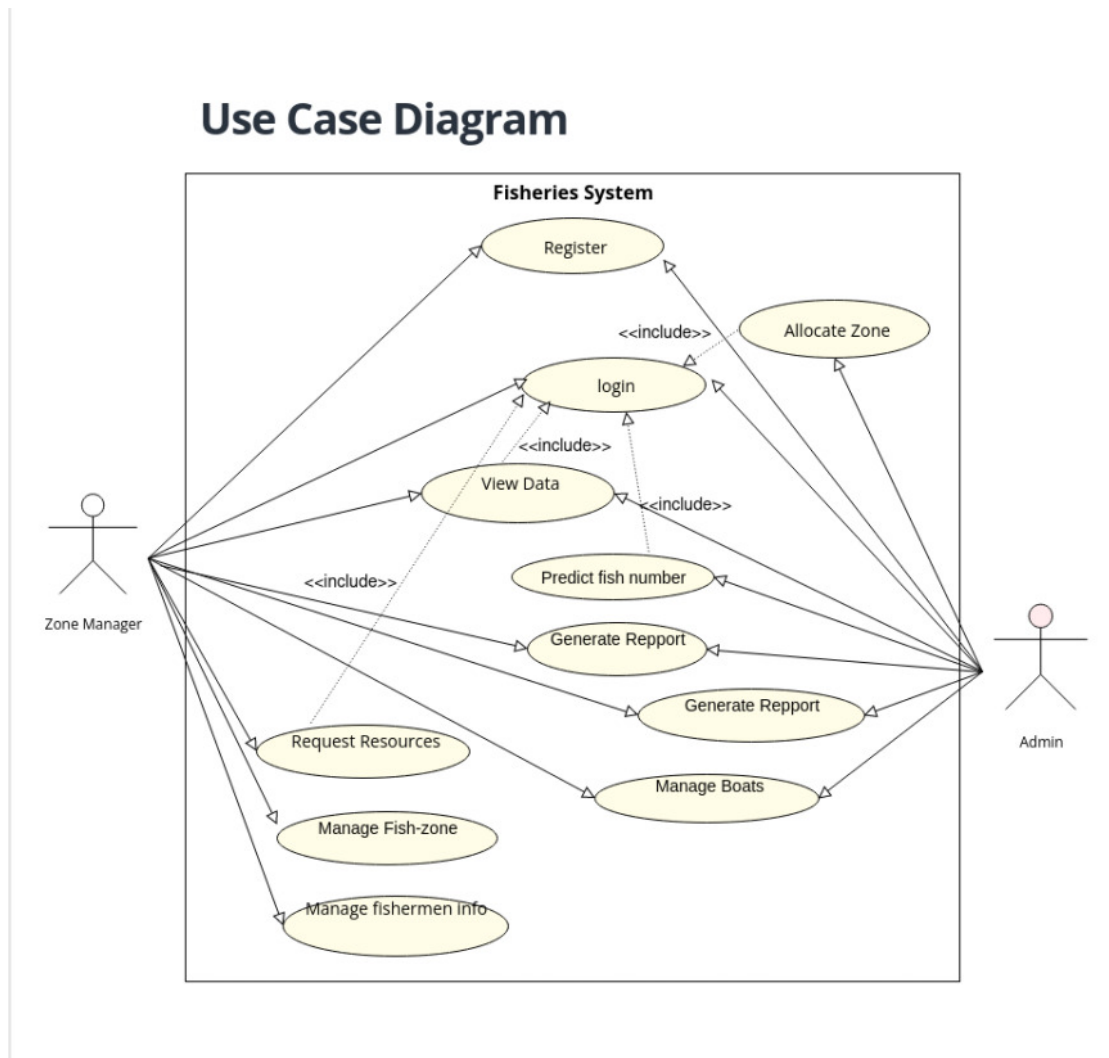 Use Case Diagram
Fisheries System
Register
<<include>>
Allocate Zone
login
<<include>>
View Data
<<include>>
Zone Manager
<<include>>
Predict fish number
Generate Repport
Generate Repport
Admin
Request Resources
Manage Boats
Manage Fish-zone
Manage fishermen info